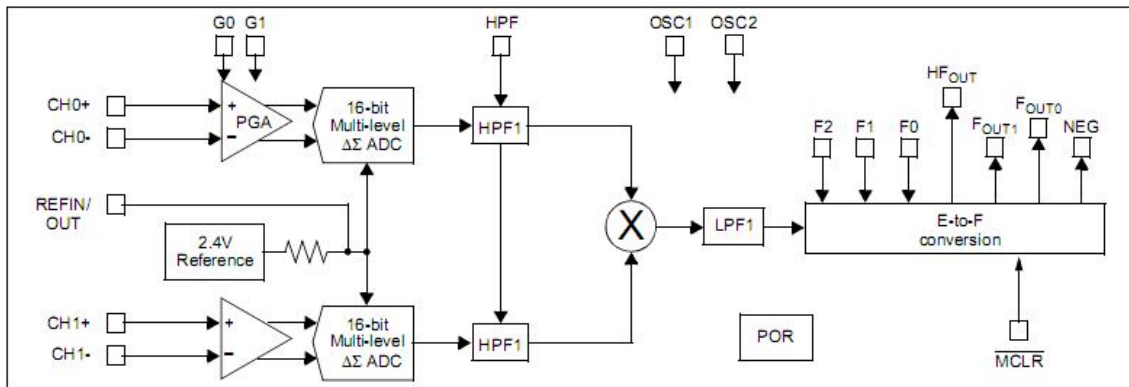 G0 G1 HPF OSC1 OSC2
HFOUT
FOUT0
F2 F1 F0 FOUT1 NEG
CH0+
CH0-
+
−
PGA
16-bit
Multi-level
ΔΣ ADC
HPF1
REFIN/
OUT
2.4V
Reference
X
LPF1
E-to-F
conversion
CH1+
CH1-
+
−
16-bit
Multi-level
ΔΣ ADC
HPF1
POR
MCLR